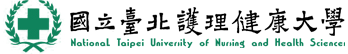 國立臺北護理健康大學
National Taipei University of Nursing and Health Sciences